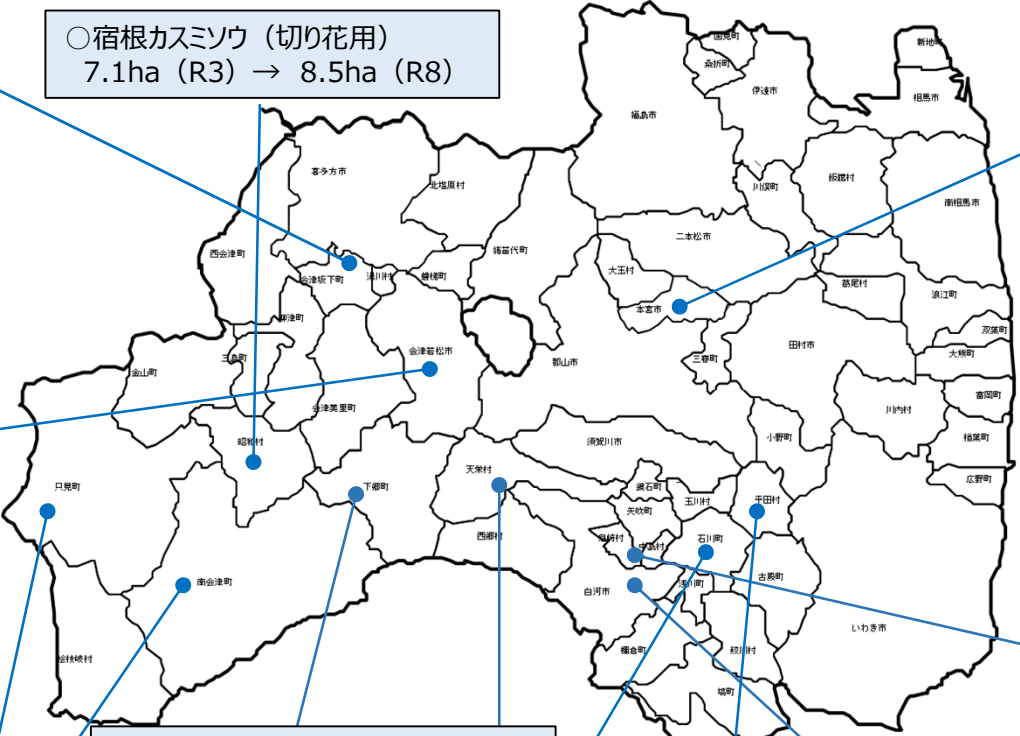 ○宿根カスミソウ（切り花用）
7.1ha（R3）→ 8.5ha（R8）
国見町
新地町
桑折町
伊達市
相馬市
福島市
喜多方市
北塩原村
川俣町
飯舘村
南相馬市
二本松市
猪苗代町
西会津町
大玉村
会津坂下町
湯川村
磐梯町
葛尾村
浪江町
本宮市
柳津町
双葉町
会津若松市
三島町
郡山市
三春町
田村市
大熊町
金山町
富岡町
会津美里町
川内村
昭和村
須賀川市
小野町
楢葉町
天栄村
広野町
只見町
下郷町
鏡石町
玉川村
平田村
矢吹町
西郷村
泉崎村
中島村
石川町
南会津町
白河市
浅川町
古殿町
いわき市
棚倉町
鮫川村
檜枝岐村
塙町